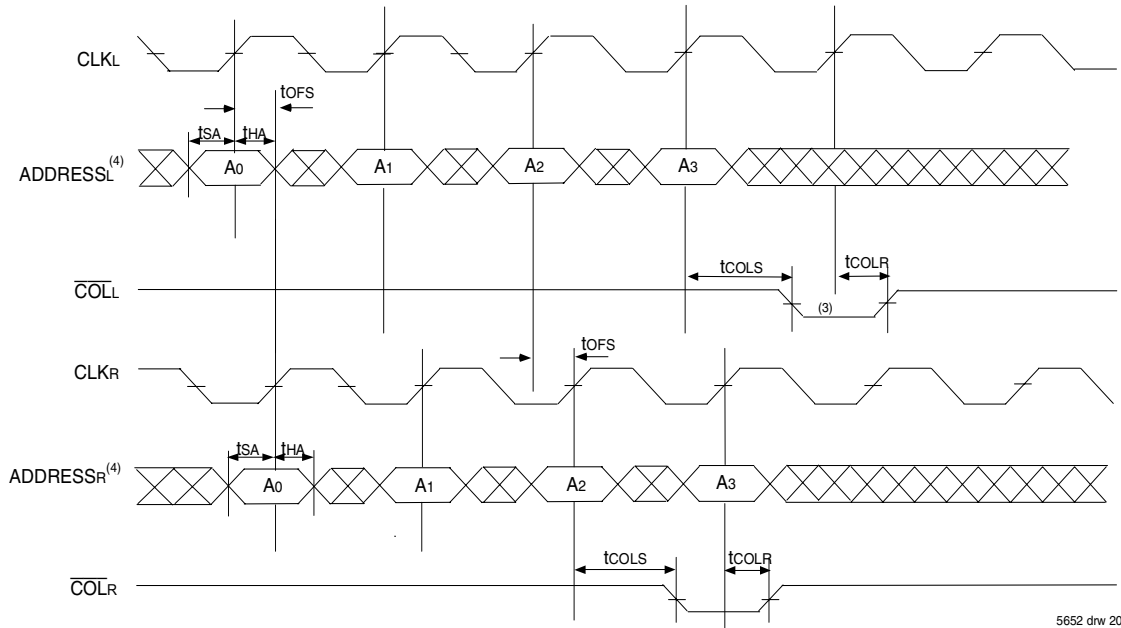 CLKL
tOFS
tSA tHA
ADDRESSL(4) A0 A1 A2 A3
tCOLS tCOLR
COLL (3)
tOFS
CLKR
tSA tHA
ADDRESSR(4) A0 A1 A2 A3
tCOLS tCOLR
COLR
5652 drw 20